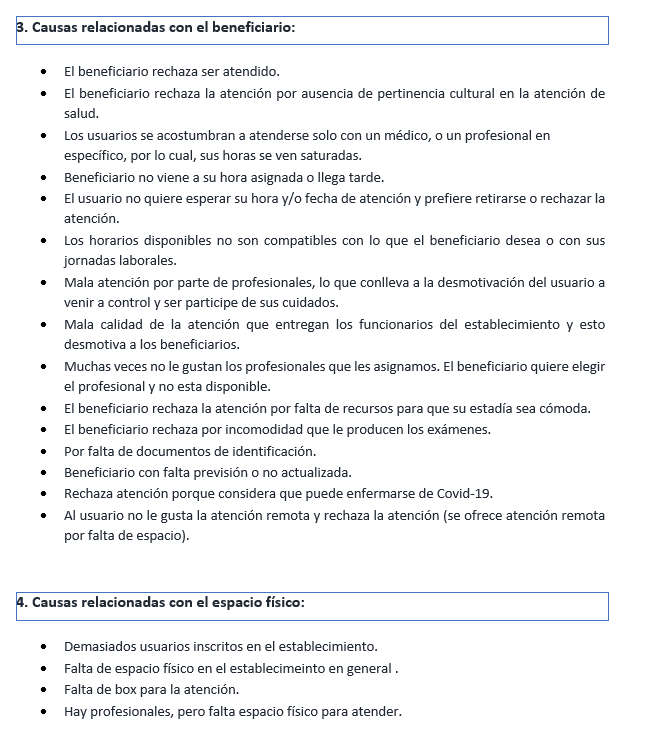 3. Causas relacionadas con el beneficiario:
• El beneficiario rechaza ser atendido.
• El beneficiario rechaza la atención por ausencia de pertinencia cultural en la atención de
salud.
• Los usuarios se acostumbran a atenderse solo con un médico, o un profesional en
específico, por lo cual, sus horas se ven saturadas.
• Beneficiario no viene a su hora asignada o llega tarde.
• El usuario no quiere esperar su hora y/o fecha de atención y prefiere retirarse o rechazar la
atención.
• Los horarios disponibles no son compatibles con lo que el beneficiario desea o con sus
jornadas laborales.
• Mala atención por parte de profesionales, lo que conlleva a la desmotivación del usuario a
venir a control y ser participe de sus cuidados.
• Mala calidad de la atención que entregan los funcionarios del establecimiento y esto
desmotiva a los beneficiarios.
• Muchas veces no le gustan los profesionales que les asignamos. El beneficiario quiere elegir
el profesional y no esta disponible.
• El beneficiario rechaza la atención por falta de recursos para que su estadía sea cómoda.
• El beneficiario rechaza por incomodidad que le producen los exámenes.
• Por falta de documentos de identificación.
• Beneficiario con falta previsión o no actualizada.
• Rechaza atención porque considera que puede enfermarse de Covid-19.
• Al usuario no le gusta la atención remota y rechaza la atención (se ofrece atención remota
por falta de espacio).
4. Causas relacionadas con el espacio físico:
• Demasiados usuarios inscritos en el establecimiento.
• Falta de espacio físico en el establecimeinto en general .
• Falta de box para la atención.
• Hay profesionales, pero falta espacio físico para atender.